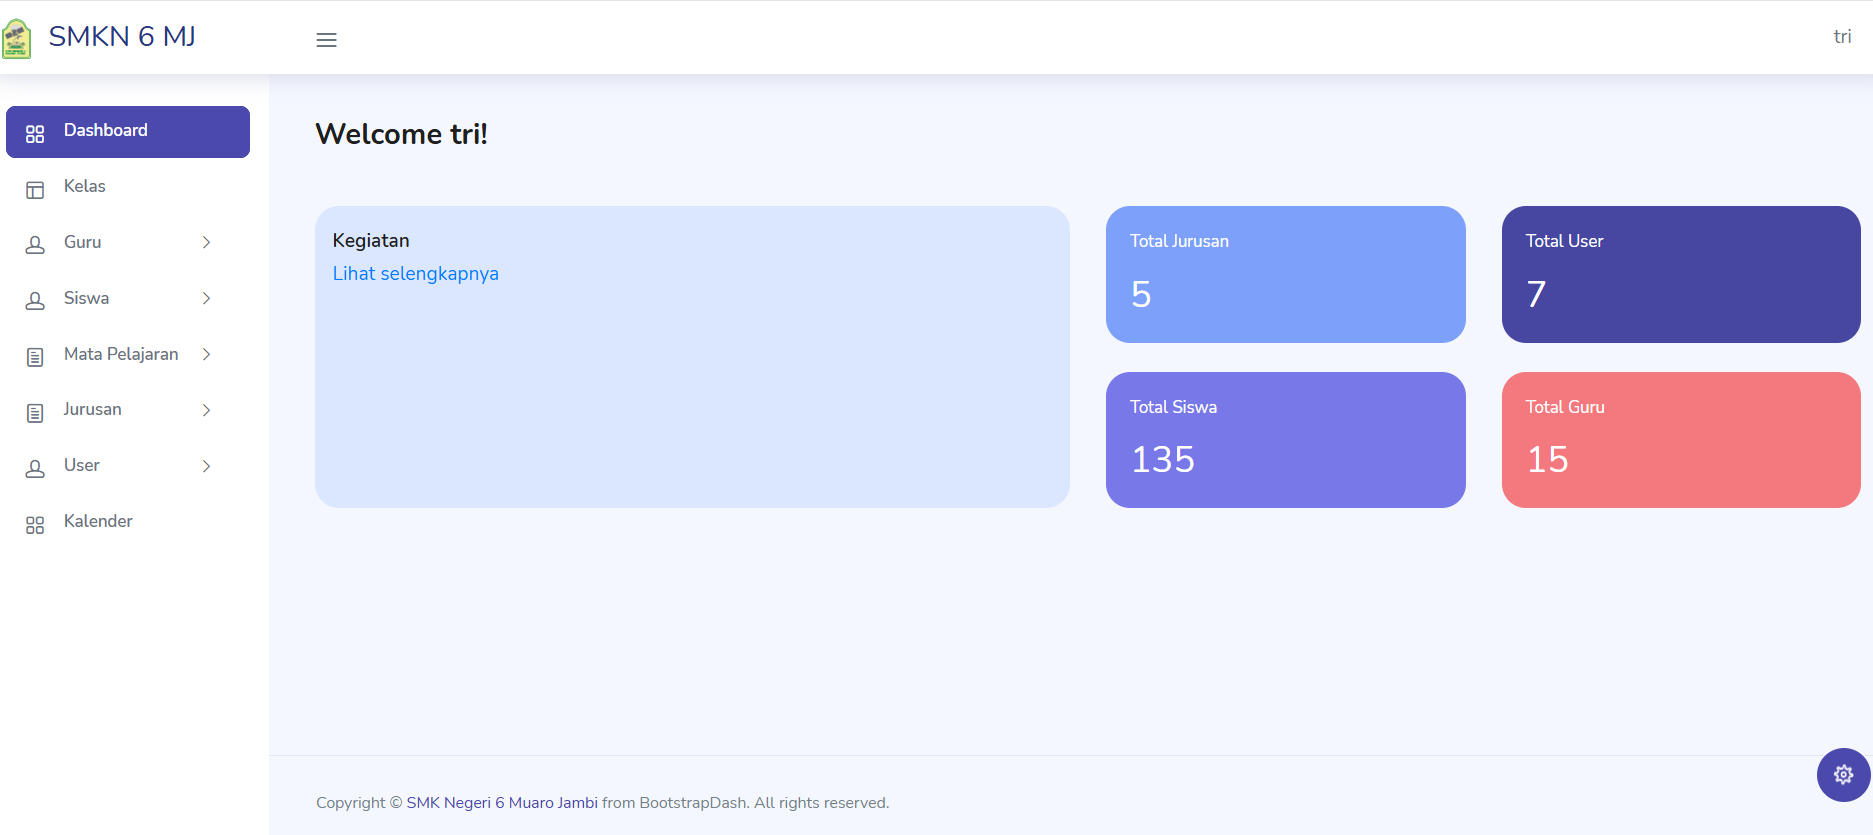 SMKN 6 MJ
tri
Dashboard
Kelas
Guru
Siswa
Mata Pelajaran
Jurusan
User
Kalender
Welcome tri!
Kegiatan
Lihat selengkapnya
Total Jurusan
5
Total User
7
Total Siswa
135
Total Guru
15
Copyright © SMK Negeri 6 Muaro Jambi from BootstrapDash. All rights reserved.